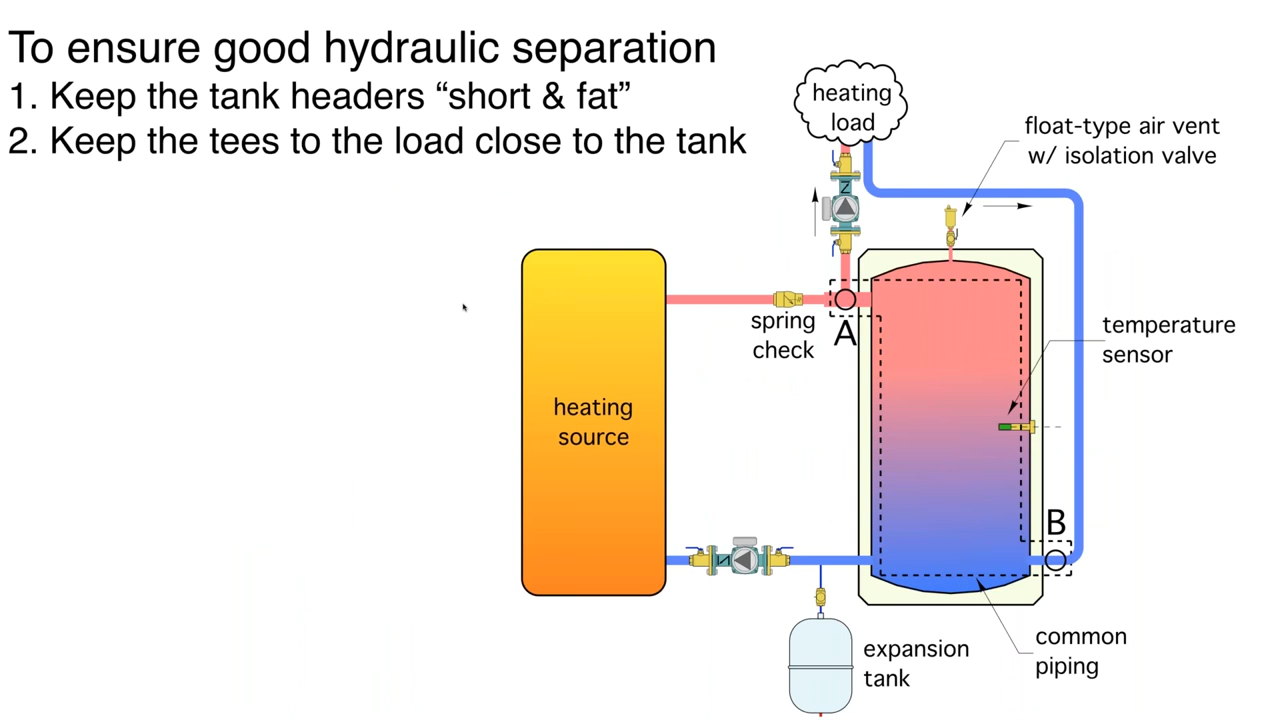 To ensure good hydraulic separation
1. Keep the tank headers “short & fat”
2. Keep the tees to the load close to the tank
heating
load
float-type air vent
w/ isolation valve
spring
check
A
temperature
sensor
heating
source
B
common
piping
expansion
tank